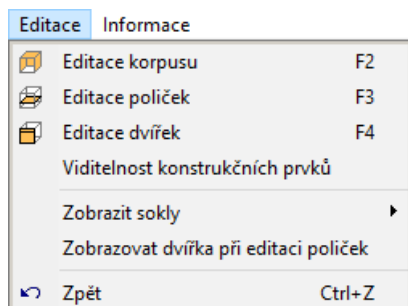 Editace Informace
Editace korpusu F2
Editace poliček F3
Editace dvířek F4
Viditelnost konstrukčních prvků
Zobrazit sokly
Zobrazovat dvířka při editaci poliček
Zpět Ctrl+Z